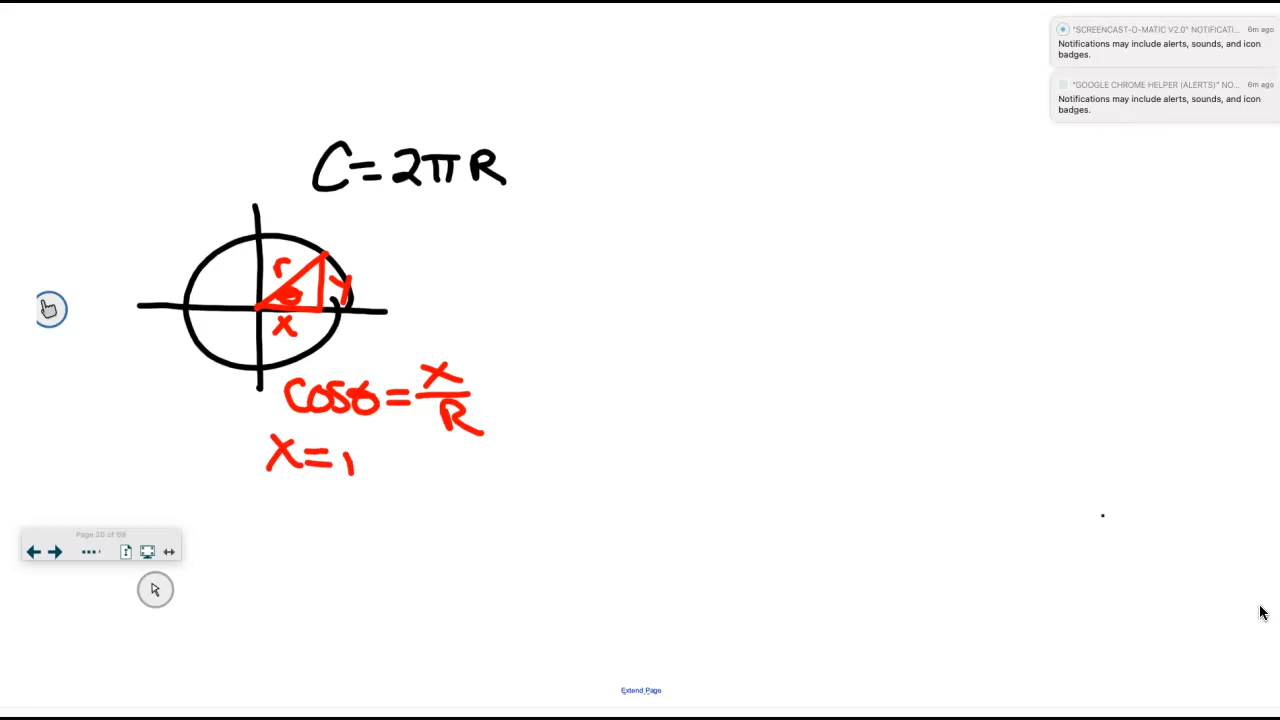 "SCREENCAST-O-MATIC V2.0" NOTIFICATI... 6m ago
Notifications may include alerts, sounds, and icon
badges.
"GOOGLE CHROME HELPER (ALERTS)" NO... 6m ago
Notifications may include alerts, sounds, and icon
badges.
C=2πR
r
θ
y
x
cosθ = x/R
x=
Page 20 of 69
Extend Page